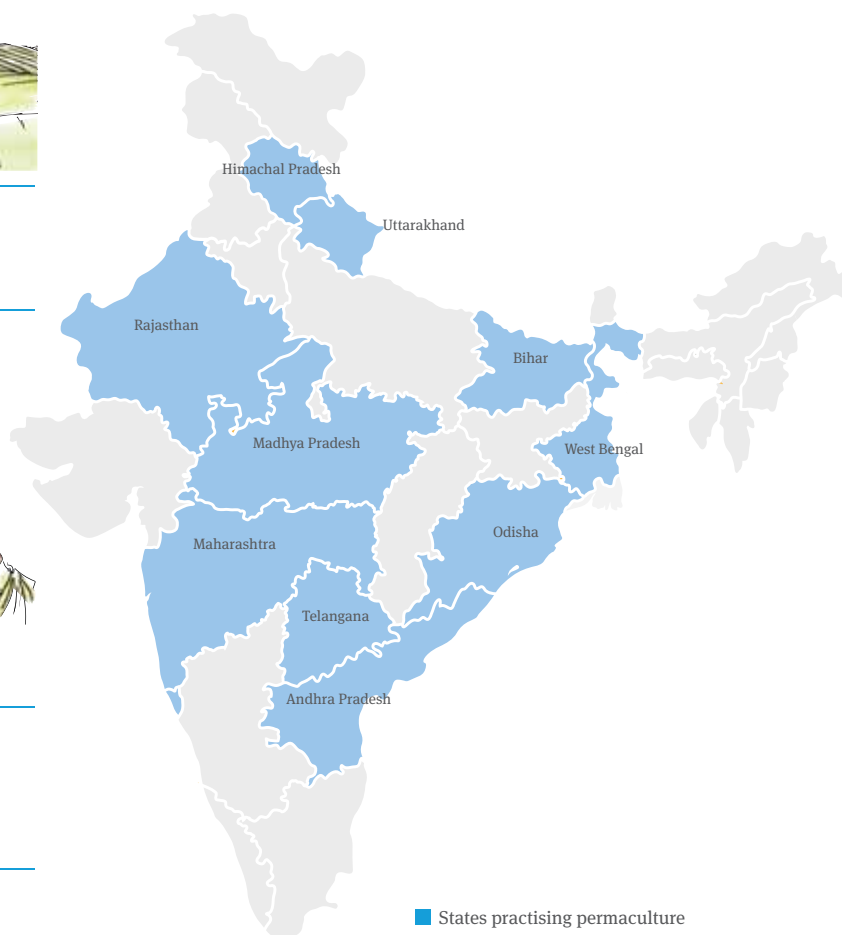 Himachal Pradesh
Uttarakhand
Rajasthan
Bihar
Madhya Pradesh
West Bengal
Odisha
Maharashtra
Telangana
Andhra Pradesh
States practising permaculture